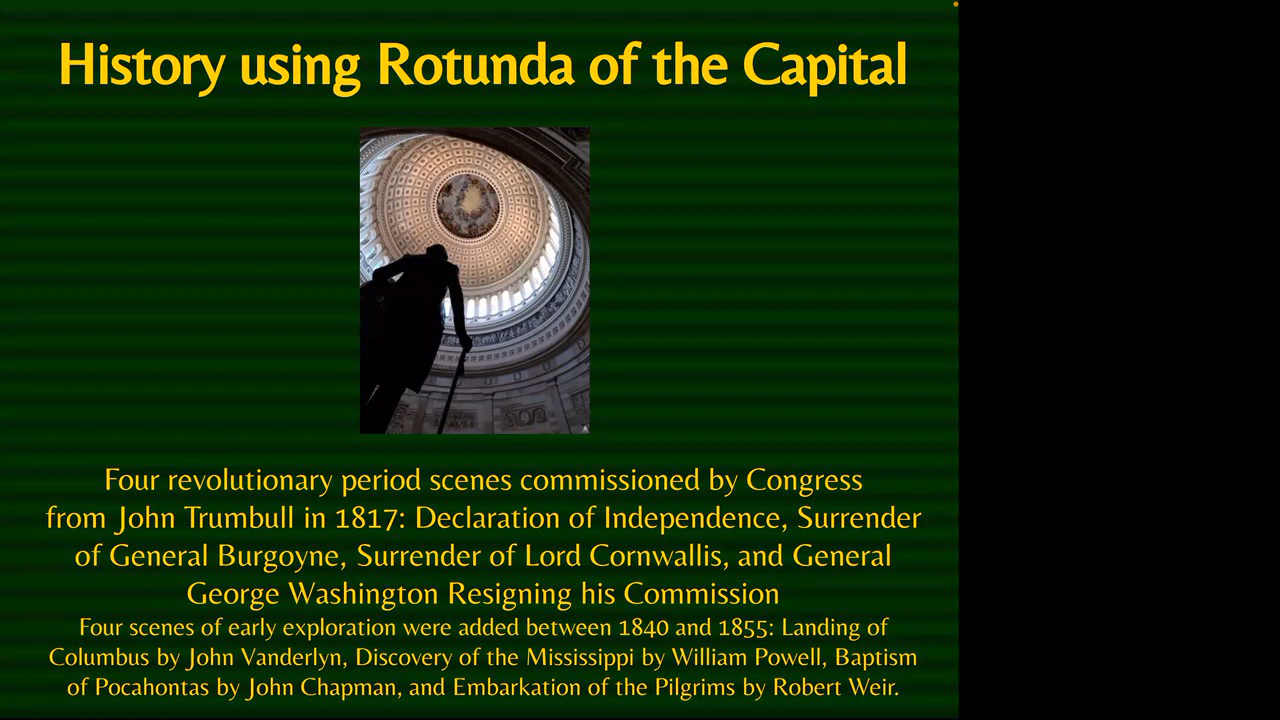 History using Rotunda of the Capital
Four revolutionary period scenes commissioned by Congress
from John Trumbull in 1817: Declaration of Independence, Surrender
of General Burgoyne, Surrender of Lord Cornwallis, and General
George Washington Resigning his Commission
Four scenes of early exploration were added between 1840 and 1855: Landing of
Columbus by John Vanderlyn, Discovery of the Mississippi by William Powell, Baptism
of Pocahontas by John Chapman, and Embarkation of the Pilgrims by Robert Weir.